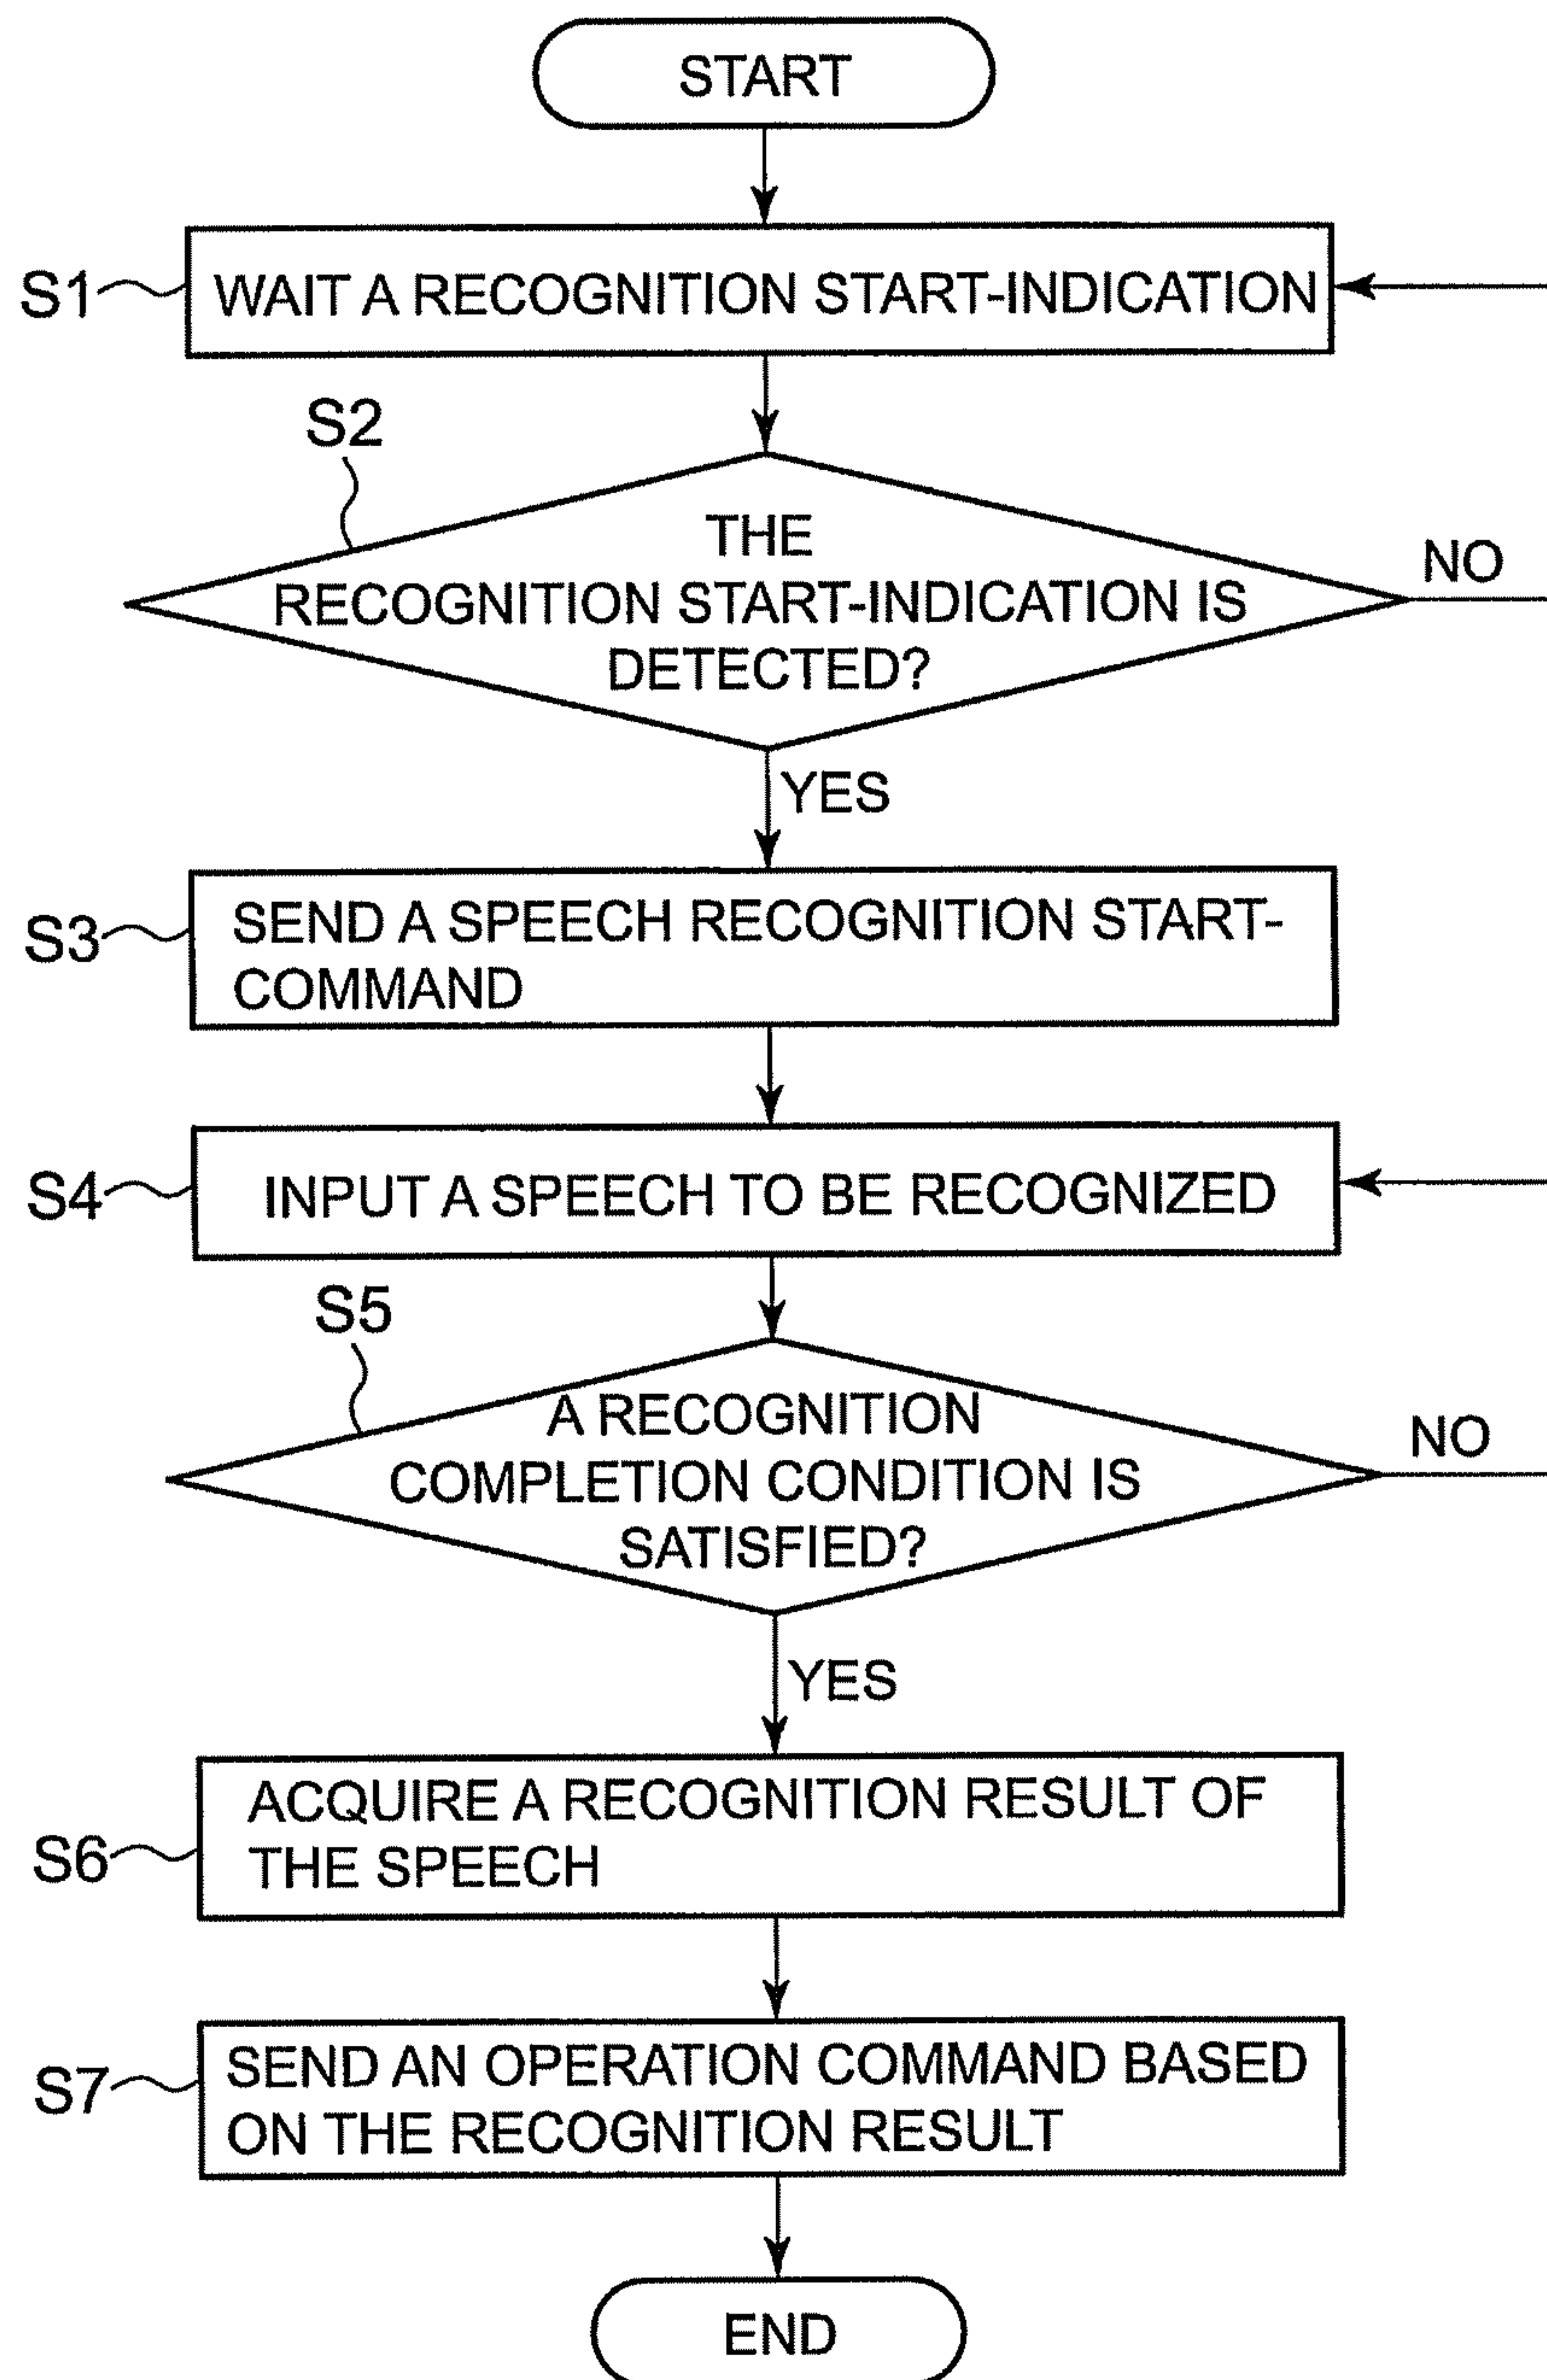 START
S1
WAIT A RECOGNITION START-INDICATION
S2
THE
RECOGNITION START-INDICATION IS
DETECTED?
NO
YES
S3
SEND A SPEECH RECOGNITION START-
COMMAND
S4
INPUT A SPEECH TO BE RECOGNIZED
S5
A RECOGNITION
COMPLETION CONDITION IS
SATISFIED?
NO
YES
S6
ACQUIRE A RECOGNITION RESULT OF
THE SPEECH
S7
SEND AN OPERATION COMMAND BASED
ON THE RECOGNITION RESULT
END